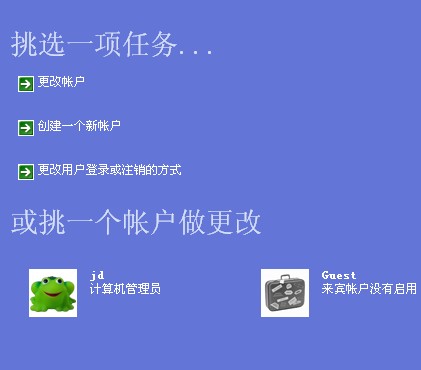 挑选一项任务...
更改帐户
创建一个新帐户
更改用户登录或注销的方式
或挑一个帐户做更改
jd
计算机管理员
Guest
来宾帐户没有启用